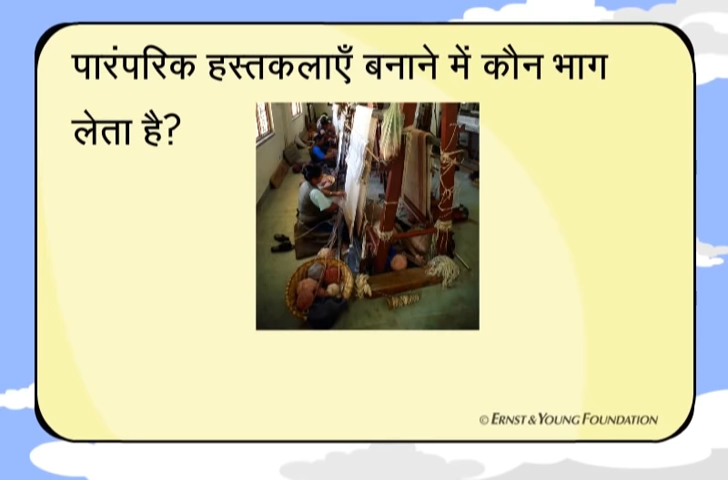 पारंपरिक हस्तकलाएँ बनाने में कौन भाग
लेता है?
© ERNST & YOUNG FOUNDATION